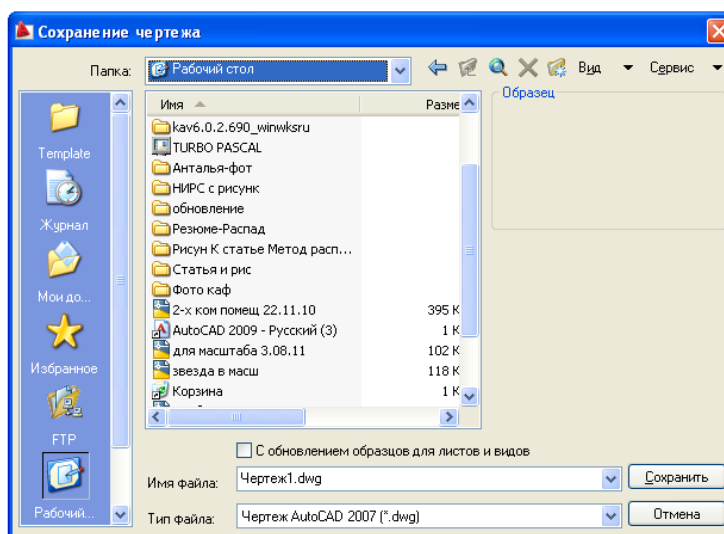 Сохранение чертежа
Папка: Рабочий стол Вид Сервис
Template
Журнал
Мои до...
Избранное
FTP
Рабочий...
Имя Разме
kav6.0.2.690_winwksru
TURBO PASCAL
Анталья-фот
НИРС с рисунк
обновление
Резюме-Распад
Рисун К статье Метод расп...
Статья и рис
Фото каф
2-х ком помещ 22.11.10 395 К
AutoCAD 2009 - Русский (3) 1 К
для масштаба 3.08.11 102 К
звезда в масш 118 К
Корзина 1 К
Образец
С обновлением образцов для листов и видов
Имя файла: Чертеж1.dwg Сохранить
Тип файла: Чертеж AutoCAD 2007 (*.dwg) Отмена